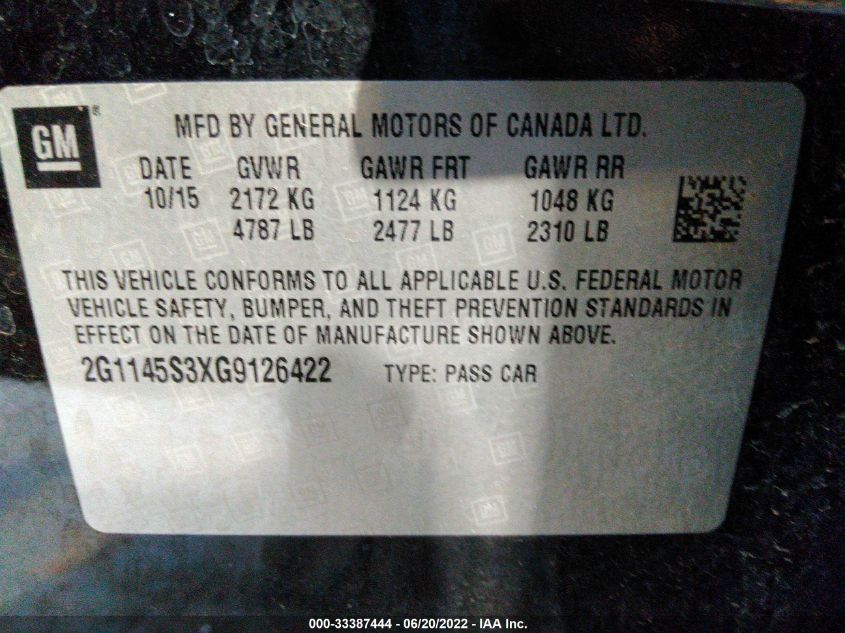 GM
®
MFD BY GENERAL MOTORS OF CANADA LTD.
DATE GVWR GAWR FRT GAWR RR
10/15 2172 KG 1124 KG 1048 KG
4787 LB 2477 LB 2310 LB
THIS VEHICLE CONFORMS TO ALL APPLICABLE U.S. FEDERAL MOTOR
VEHICLE SAFETY, BUMPER, AND THEFT PREVENTION STANDARDS IN
EFFECT ON THE DATE OF MANUFACTURE SHOWN ABOVE.
2G1145S3XG9126422 TYPE: PASS CAR
000-33387444 - 06/20/2022 - IAA Inc.